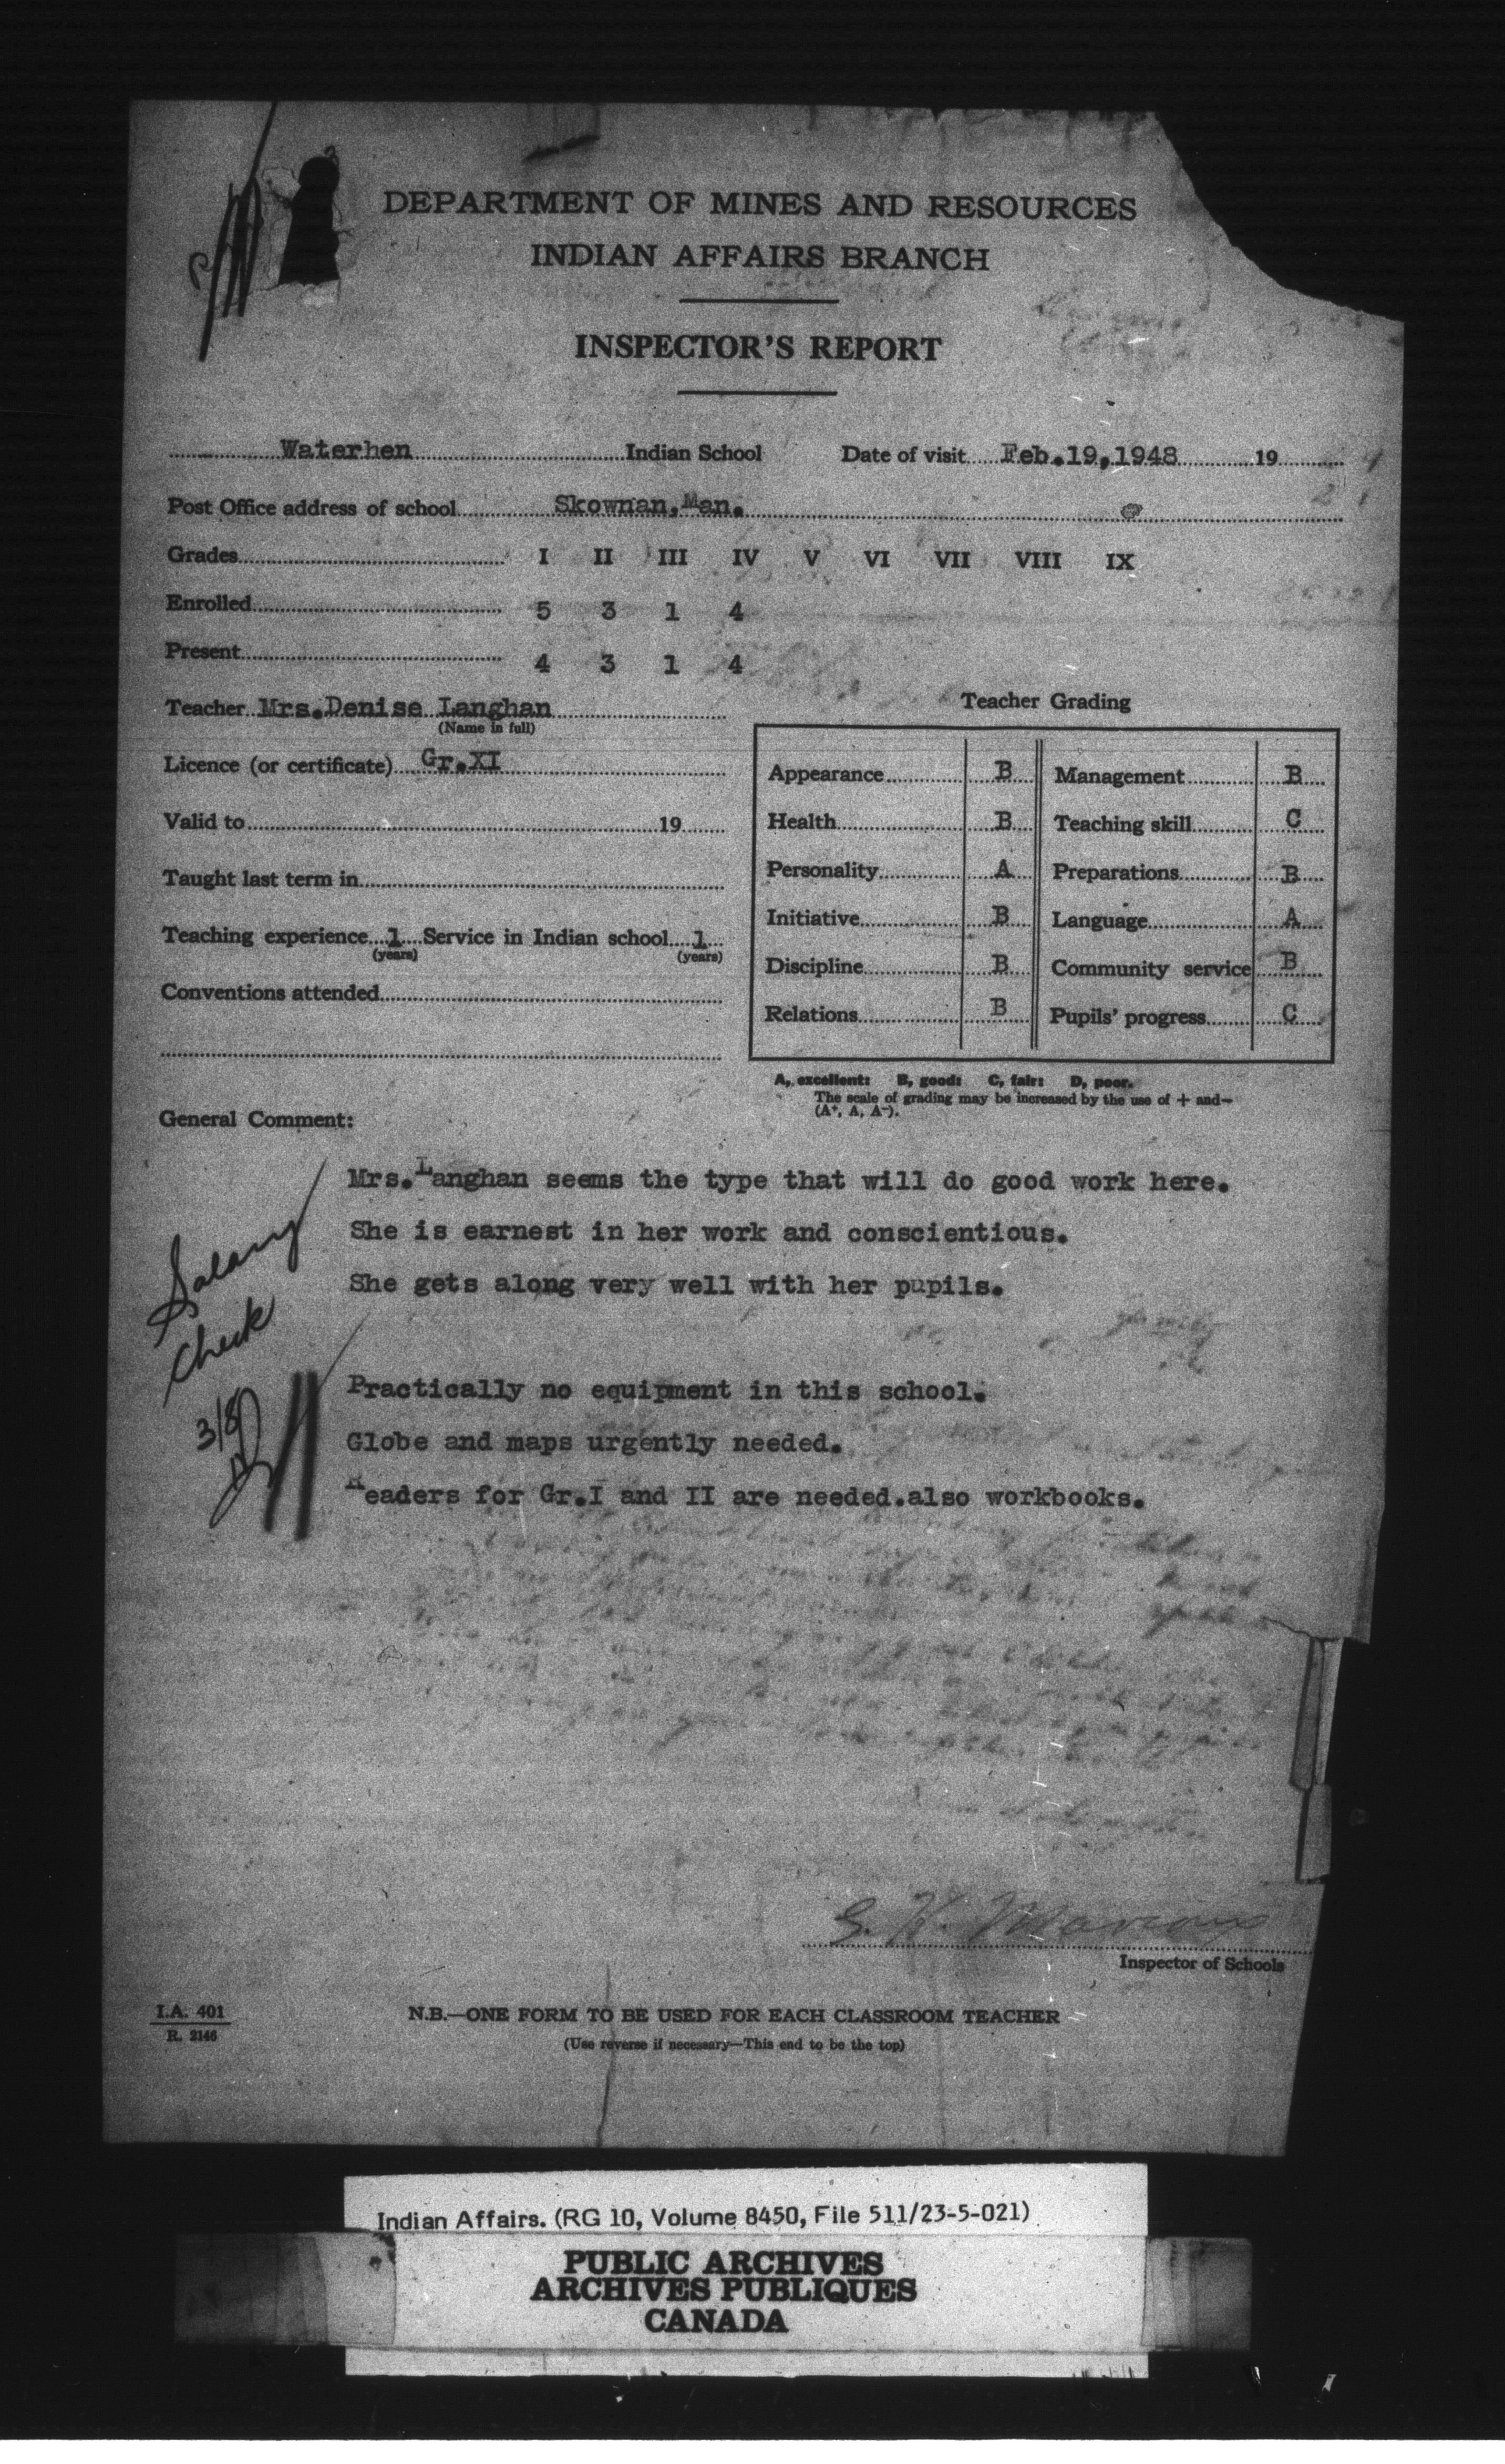 DEPARTMENT OF MINES AND RESOURCES
INDIAN AFFAIRS BRANCH
INSPECTOR'S REPORT
Waterhen Indian School Date of visit Feb.19,1948 19
Post Office address of school Skownan,Man.
Grades I II III IV V VI VII VIII IX
Enrolled 5 3 1 4
Present 4 3 1 4
Teacher Mrs.Denise Langhan
(Name in full)
Licence (or certificate) Gr.XI
Valid to 19
Taught last term in
Teaching experience 1 Service in Indian school 1
(years) (years)
Conventions attended
Teacher Grading
Appearance B Management B
Health B Teaching skill C
Personality A Preparations B
Initiative B Language A
Discipline B Community service B
Relations B Pupils' progress C
A, excellent: B, good: C, fair: D, poor.
The scale of grading may be increased by the use of + and−
(A+, A, A−).
General Comment:
Mrs.Langhan seems the type that will do good work here.
She is earnest in her work and conscientious.
She gets along very well with her pupils.
Salary
Check
3/8
Practically no equipment in this school.
Globe and maps urgently needed.
Readers for Gr.I and II are needed.also workbooks.
Inspector of Schools
I.A. 401
R. 2146
N.B.—ONE FORM TO BE USED FOR EACH CLASSROOM TEACHER
(Use reverse if necessary—This end to be the top)
Indian Affairs. (RG 10, Volume 8450, File 511/23-5-021)
PUBLIC ARCHIVES
ARCHIVES PUBLIQUES
CANADA